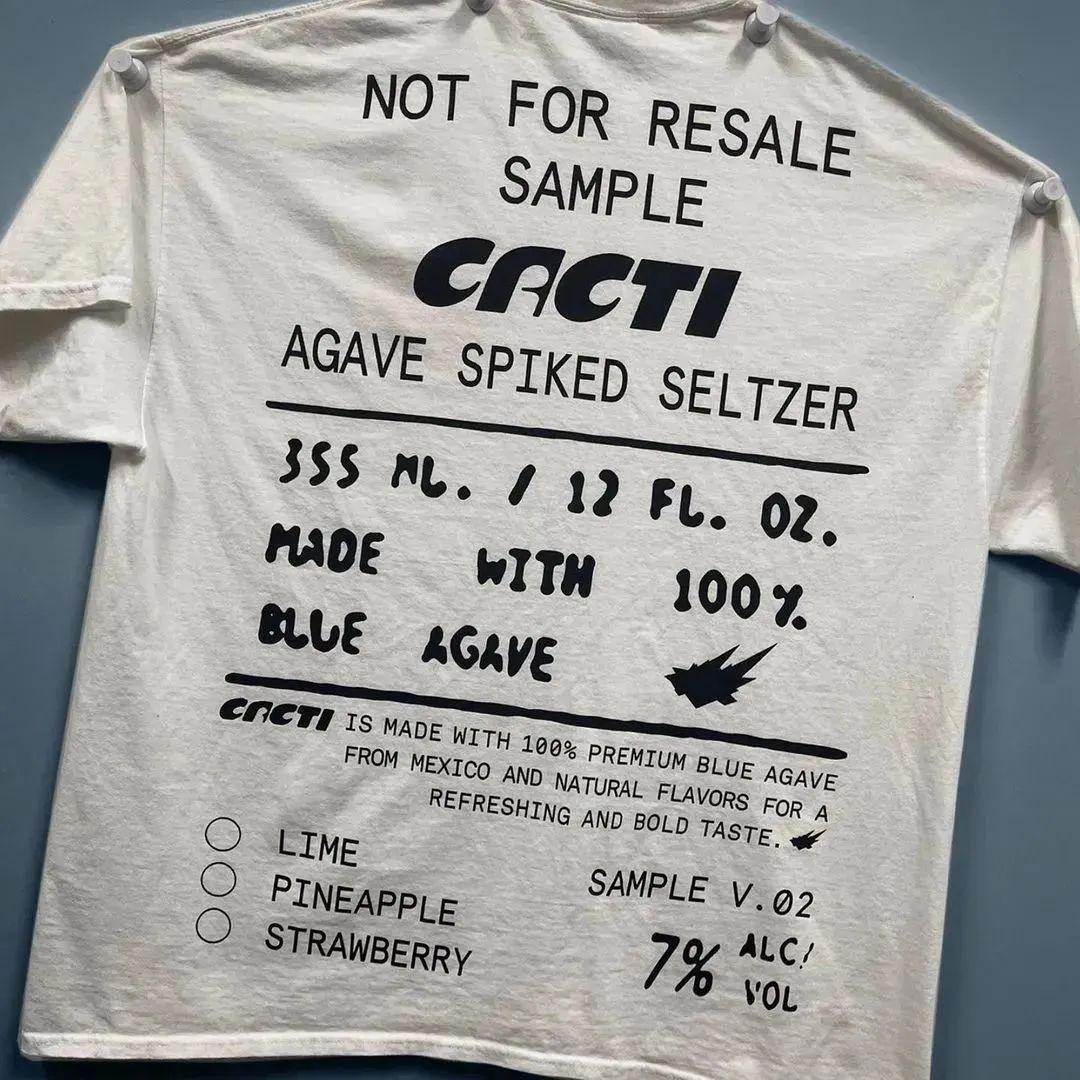 NOT FOR RESALE
SAMPLE
CACTI
AGAVE SPIKED SELTZER
355 ML. / 12 FL. OZ.
MADE WITH 100%
BLUE AGAVE
CACTI IS MADE WITH 100% PREMIUM BLUE AGAVE
FROM MEXICO AND NATURAL FLAVORS FOR A
REFRESHING AND BOLD TASTE.
LIME
PINEAPPLE
STRAWBERRY
SAMPLE V.02
7% ALC/
VOL